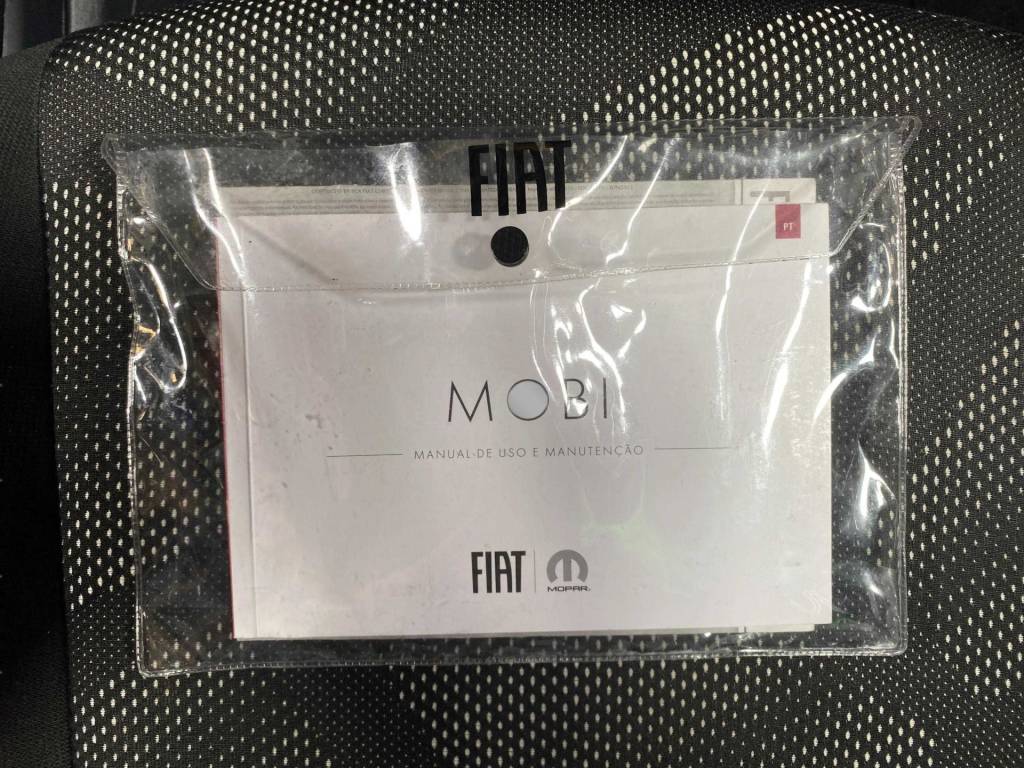 FIAT
PT
MOBI
MANUAL DE USO E MANUTENÇÃO
FIAT
MOPAR